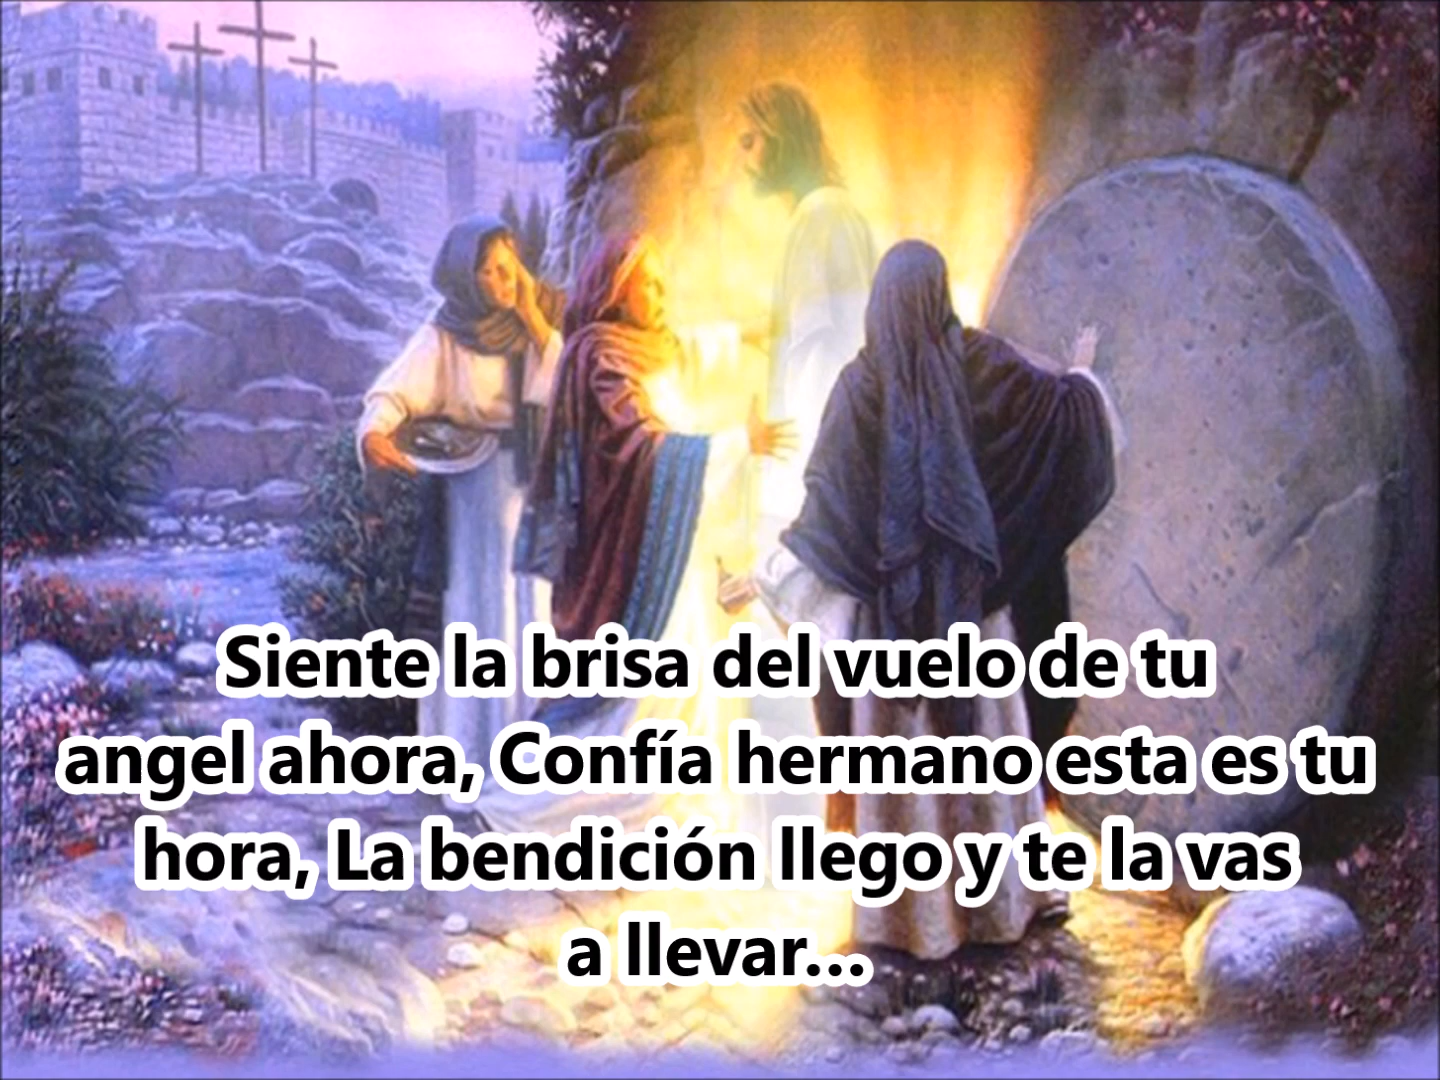 Siente la brisa del vuelo de tu
angel ahora, Confía hermano esta es tu
hora, La bendición llego y te la vas
a llevar...